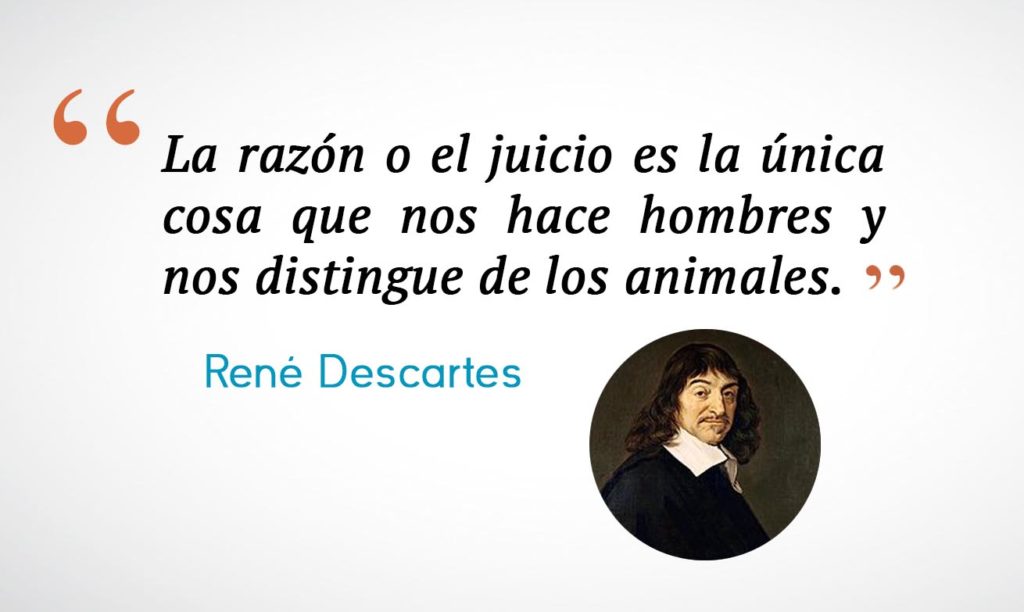 “ La razón o el juicio es la única
cosa que nos hace hombres y
nos distingue de los animales. ”
René Descartes